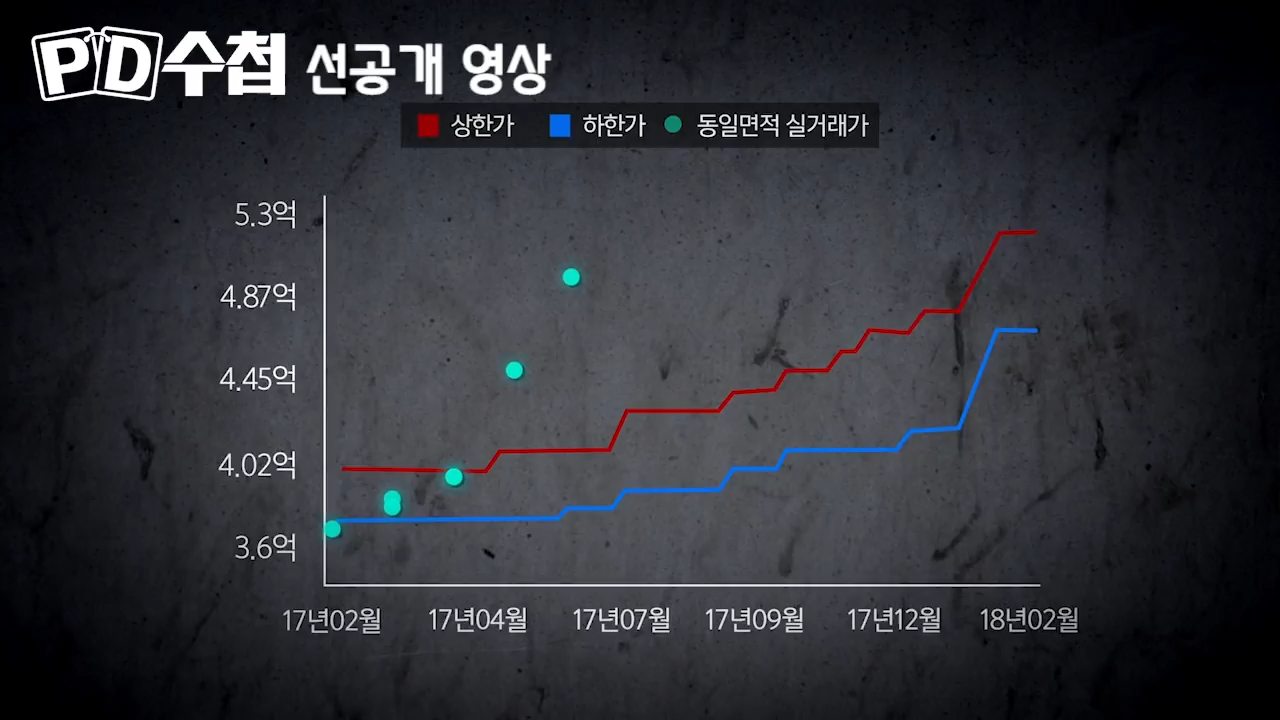 PD수첩 선공개 영상
상한가 하한가 동일면적 실거래가
5.3억
4.87억
4.45억
4.02억
3.6억
17년02월 17년04월 17년07월 17년09월 17년12월 18년02월